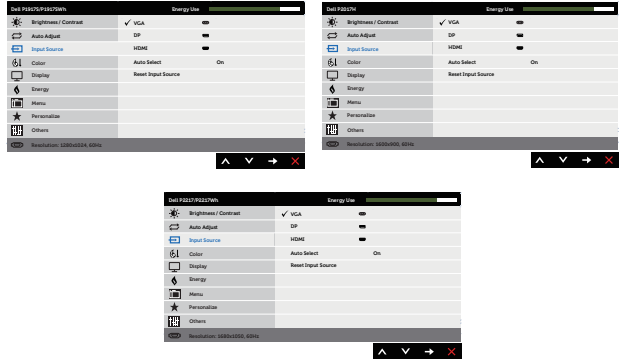 Dell P1917S/P1917SWh Energy Use
Brightness / Contrast ✓ VGA
Auto Adjust DP
Input Source HDMI
Color Auto Select On
Display Reset Input Source
Energy
Menu
Personalize
Others
Resolution: 1280x1024, 60Hz
Dell P2017H Energy Use
Brightness / Contrast ✓ VGA
Auto Adjust DP
Input Source HDMI
Color Auto Select On
Display Reset Input Source
Energy
Menu
Personalize
Others
Resolution: 1600x900, 60Hz
Dell P2217/P2217Wh Energy Use
Brightness / Contrast ✓ VGA
Auto Adjust DP
Input Source HDMI
Color Auto Select On
Display Reset Input Source
Energy
Menu
Personalize
Others
Resolution: 1680x1050, 60Hz